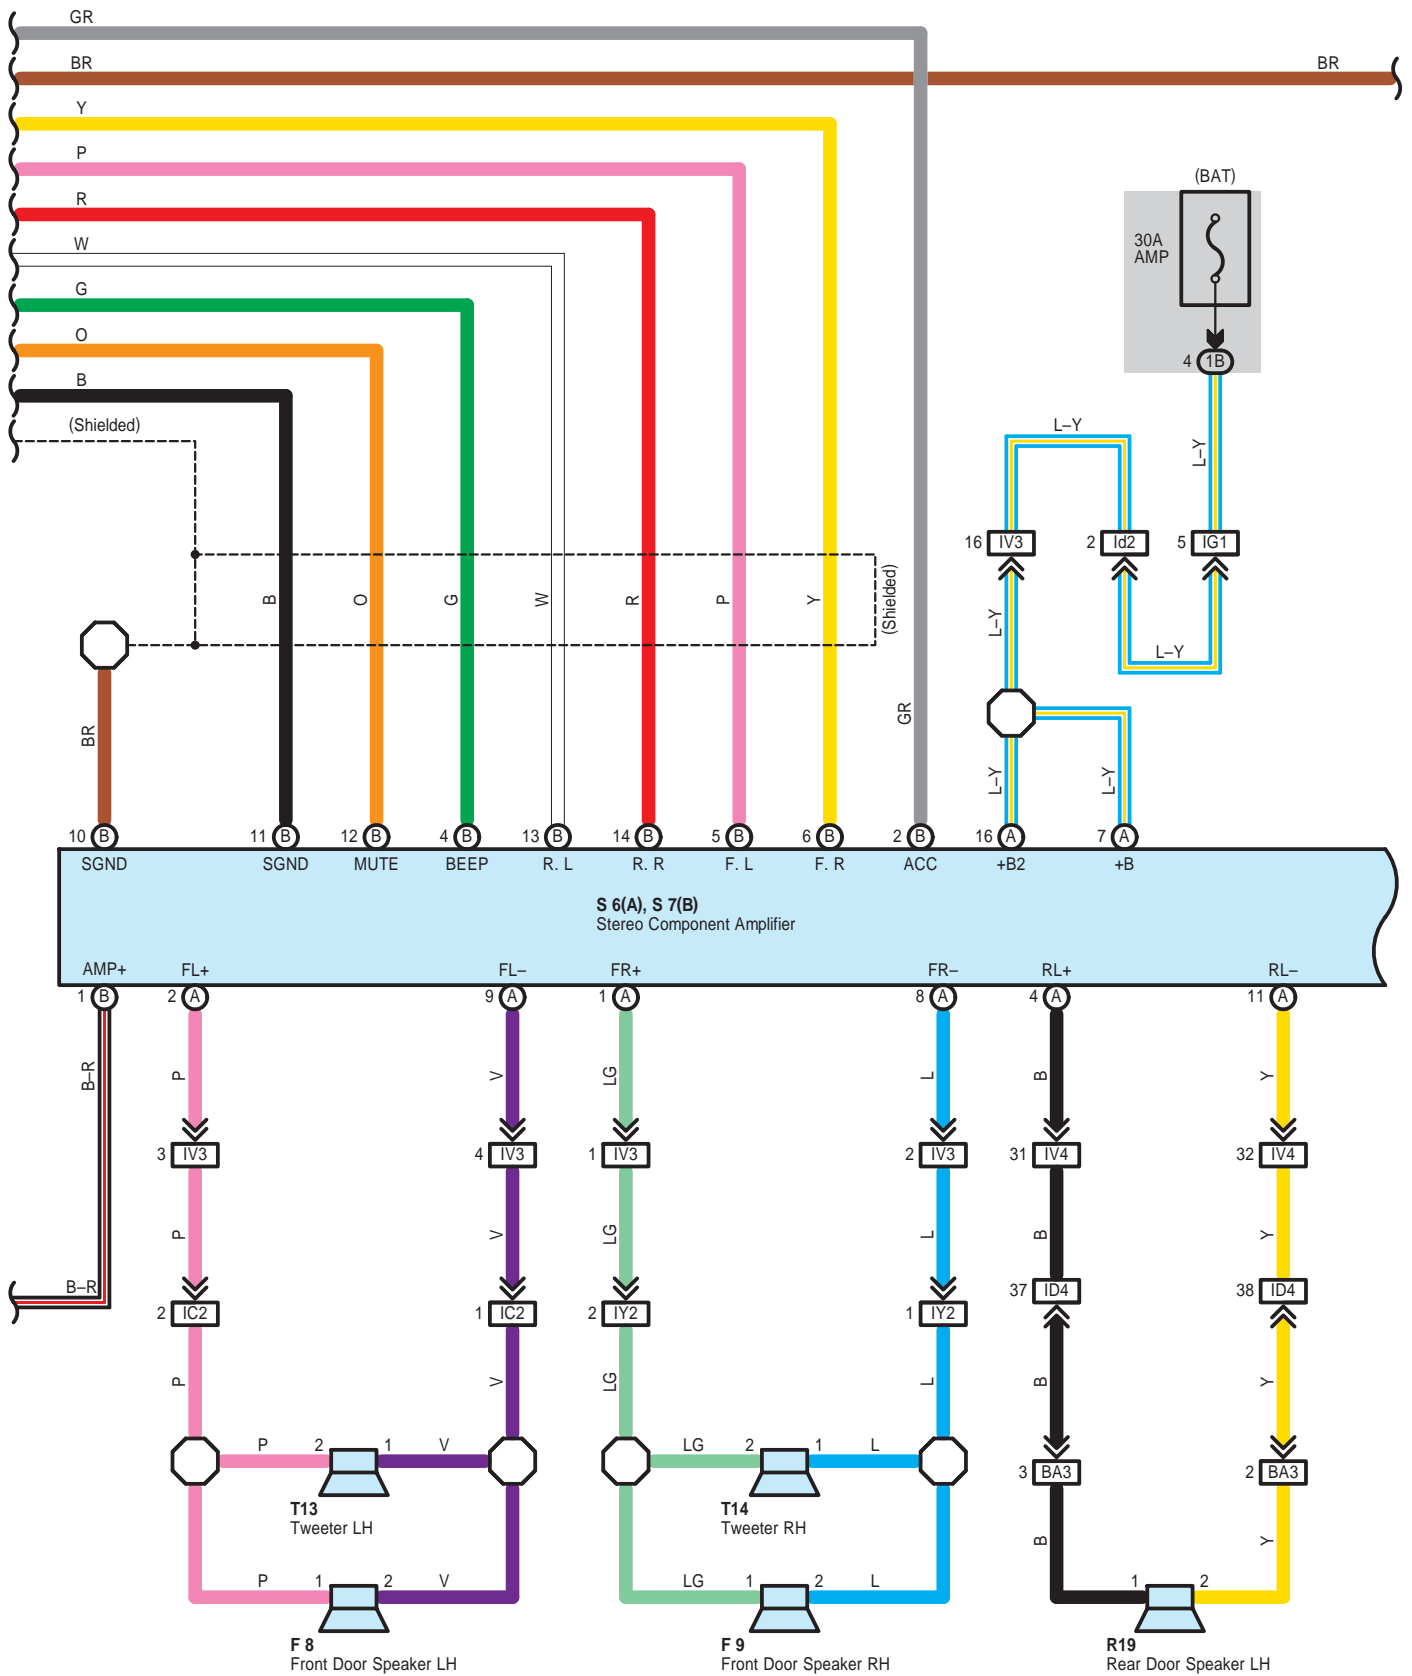 GR
BR BR
Y
P
(BAT)
R
W
30A
AMP
G
O
4 1B
B
(Shielded)
L–Y
L–Y
16 IV3 2 Id2 5 IG1
B O G W R P Y (Shielded)
L–Y
L–Y
BR
GR
L–Y L–Y
10 B 11 B 12 B 4 B 13 B 14 B 5 B 6 B 2 B 16 A 7 A
SGND SGND MUTE BEEP R. L R. R F. L F. R ACC +B2 +B
S 6(A), S 7(B)
Stereo Component Amplifier
AMP+ FL+ FL– FR+ FR– RL+ RL–
1 B 2 A 9 A 1 A 8 A 4 A 11 A
B–R P V LG L B Y
3 IV3 4 IV3 1 IV3 2 IV3 31 IV4 32 IV4
P V LG L B Y
B–R
37 ID4 38 ID4
2 IC2 1 IC2 2 IY2 1 IY2
P V LG L B Y
P 2 1 V LG 2 1 L
3 BA3 2 BA3
T13
Tweeter LH
T14
Tweeter RH
B Y
P 1 2 V LG 1 2 L 1 2
F 8
Front Door Speaker LH
F 9
Front Door Speaker RH
R19
Rear Door Speaker LH